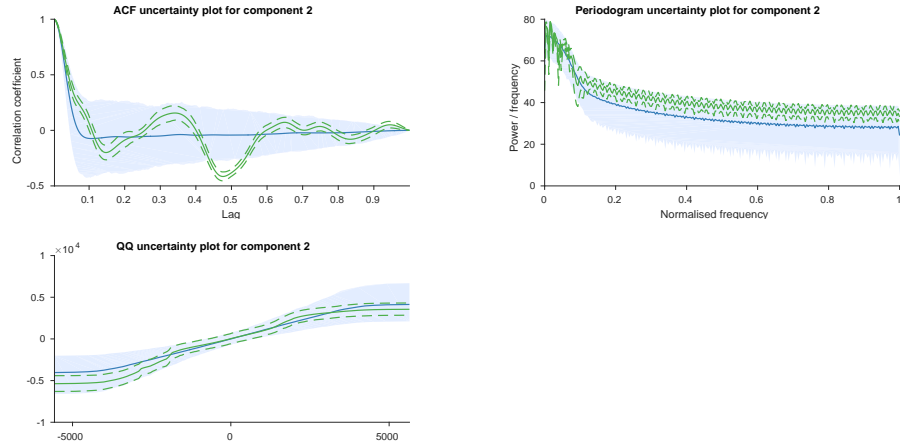 ACF uncertainty plot for component 2
Correlation coefficient
1
0.5
0
-0.5
0.1 0.2 0.3 0.4 0.5 0.6 0.7 0.8 0.9
Lag
Periodogram uncertainty plot for component 2
Power / frequency
80
60
40
20
0
0 0.2 0.4 0.6 0.8 1
Normalised frequency
QQ uncertainty plot for component 2
×10^4
1
0.5
0
-0.5
-1
-5000 0 5000